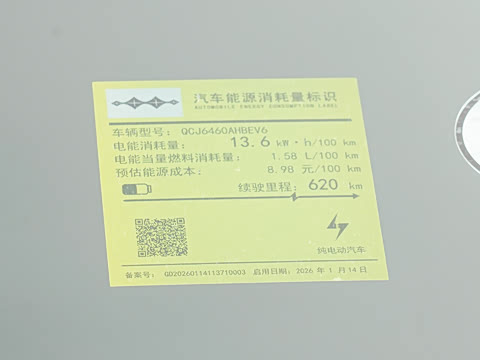 汽车能源消耗量标识
AUTOMOBILE ENERGY CONSUMPTION LABEL
车辆型号： QCJ6460AHBEV6
电能消耗量： 13.6 kW·h/100 km
电能当量燃料消耗量： 1.58 L/100 km
预估能源成本： 8.98 元/100 km
续驶里程： 620 km
纯电动汽车
备案号： GD20260114113710003 启用日期： 2026 年 1 月 14 日